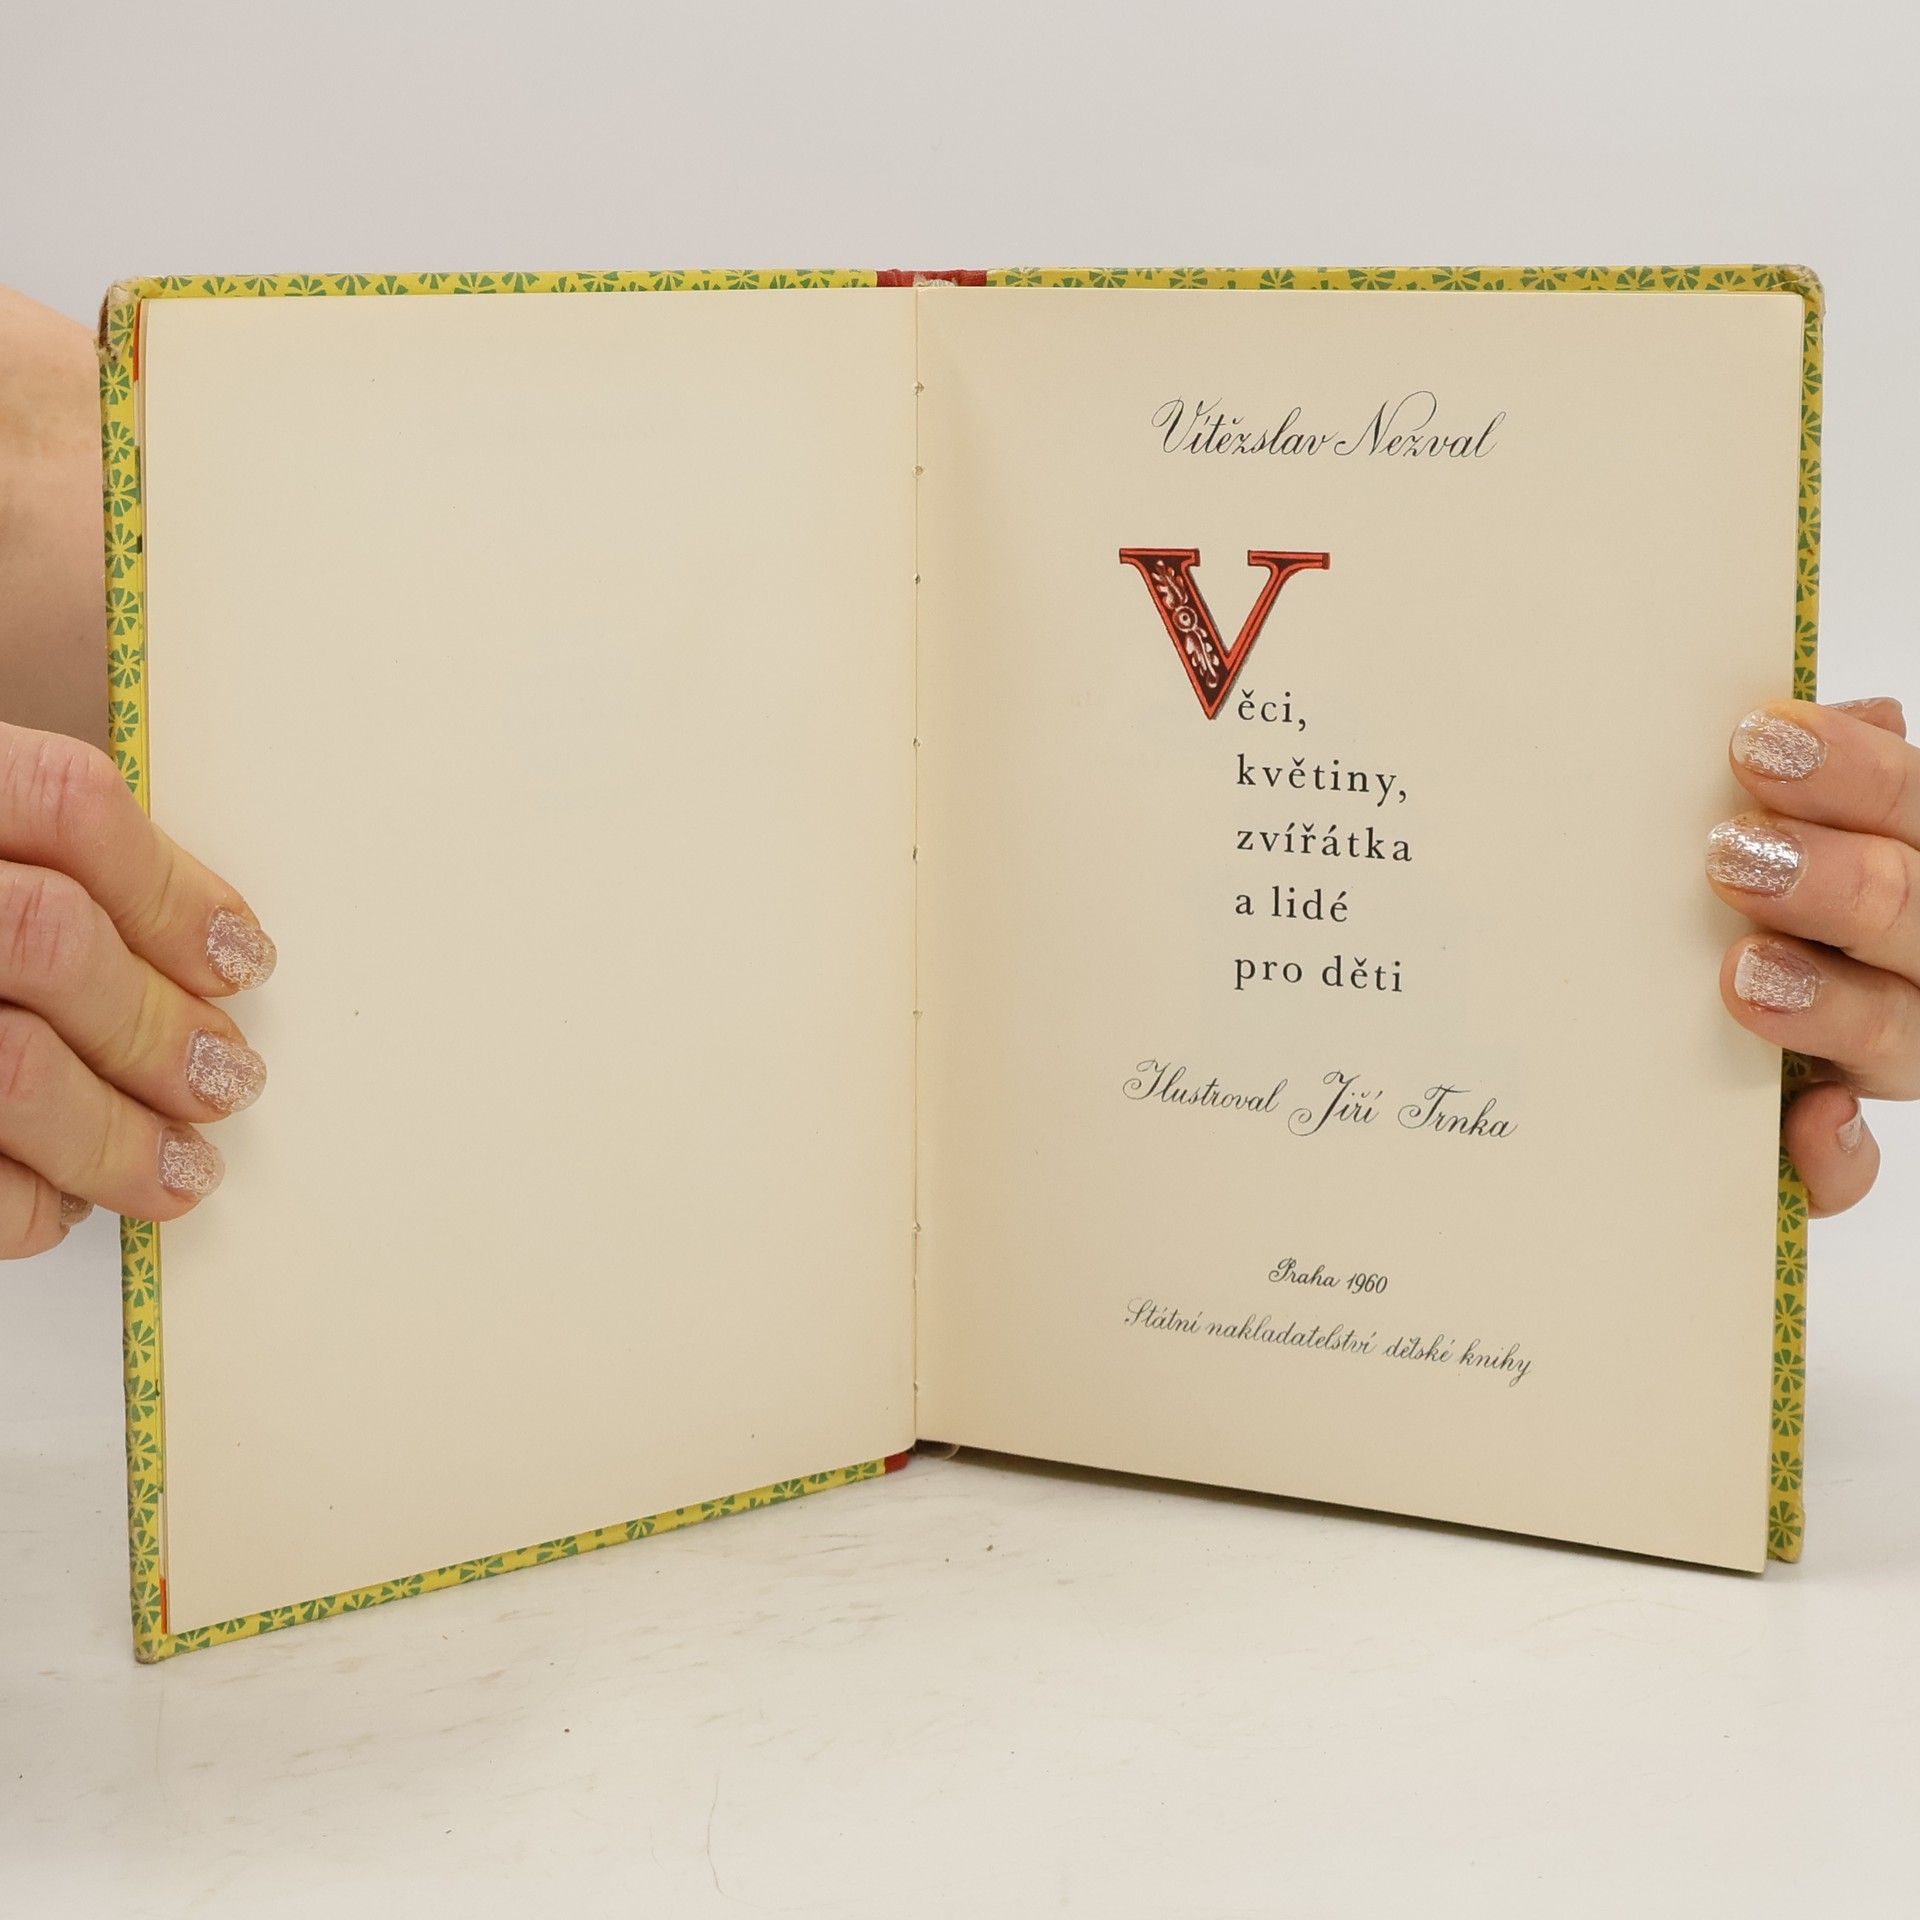 Vítězslav Nezval
Věci,
květiny,
zvířátka
a lidé
pro děti
Ilustroval Jiří Trnka
Praha 1960
Státní nakladatelství dětské knihy